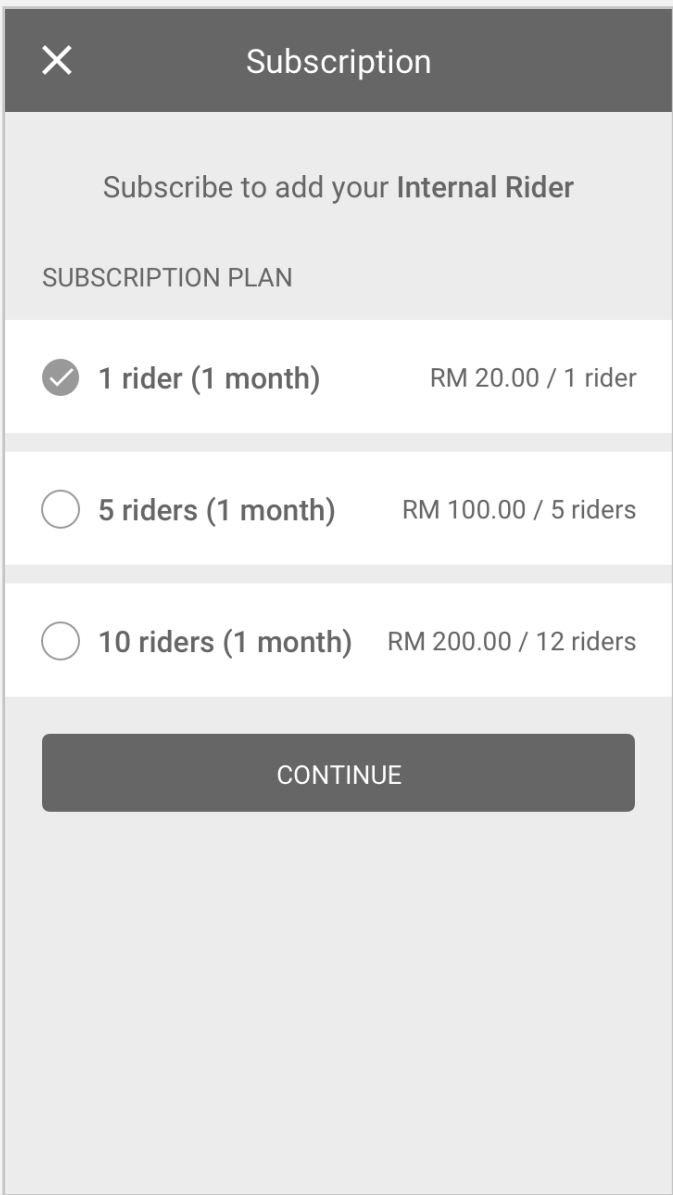 Subscription
Subscribe to add your Internal Rider
SUBSCRIPTION PLAN
1 rider (1 month) RM 20.00 / 1 rider
5 riders (1 month) RM 100.00 / 5 riders
10 riders (1 month) RM 200.00 / 12 riders
CONTINUE